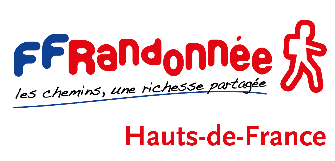 FFRandonnée
les chemins, une richesse partagée
Hauts-de-France